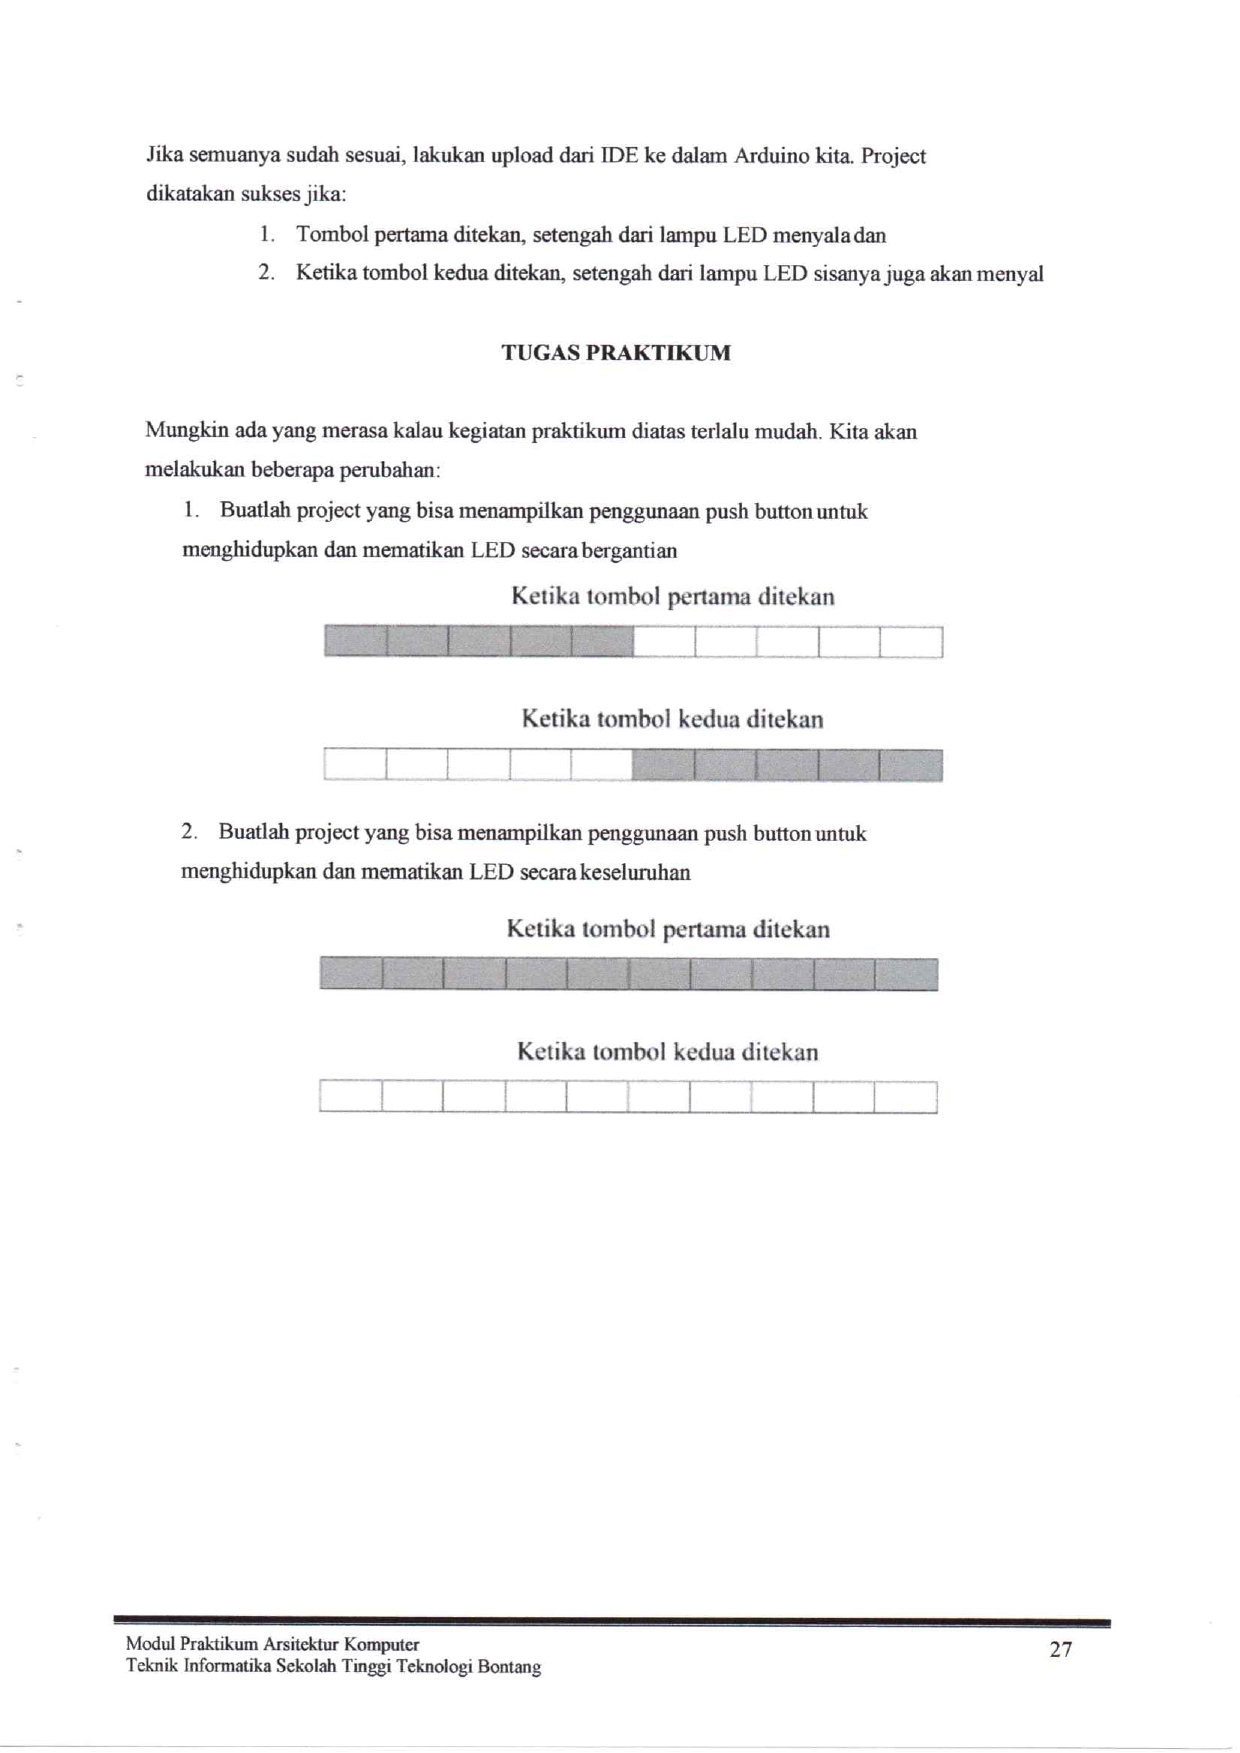 Jika semuanya sudah sesuai, lakukan upload dari IDE ke dalam Arduino kita. Project
dikatakan sukses jika:
1. Tombol pertama ditekan, setengah dari lampu LED menyala dan
2. Ketika tombol kedua ditekan, setengah dari lampu LED sisanya juga akan menyal
TUGAS PRAKTIKUM
Mungkin ada yang merasa kalau kegiatan praktikum diatas terlalu mudah. Kita akan
melakukan beberapa perubahan:
1. Buatlah project yang bisa menampilkan penggunaan push button untuk
menghidupkan dan mematikan LED secara bergantian
Ketika tombol pertama ditekan
Ketika tombol kedua ditekan
2. Buatlah project yang bisa menampilkan penggunaan push button untuk
menghidupkan dan mematikan LED secara keseluruhan
Ketika tombol pertama ditekan
Ketika tombol kedua ditekan
Modul Praktikum Arsitektur Komputer
Teknik Informatika Sekolah Tinggi Teknologi Bontang
27